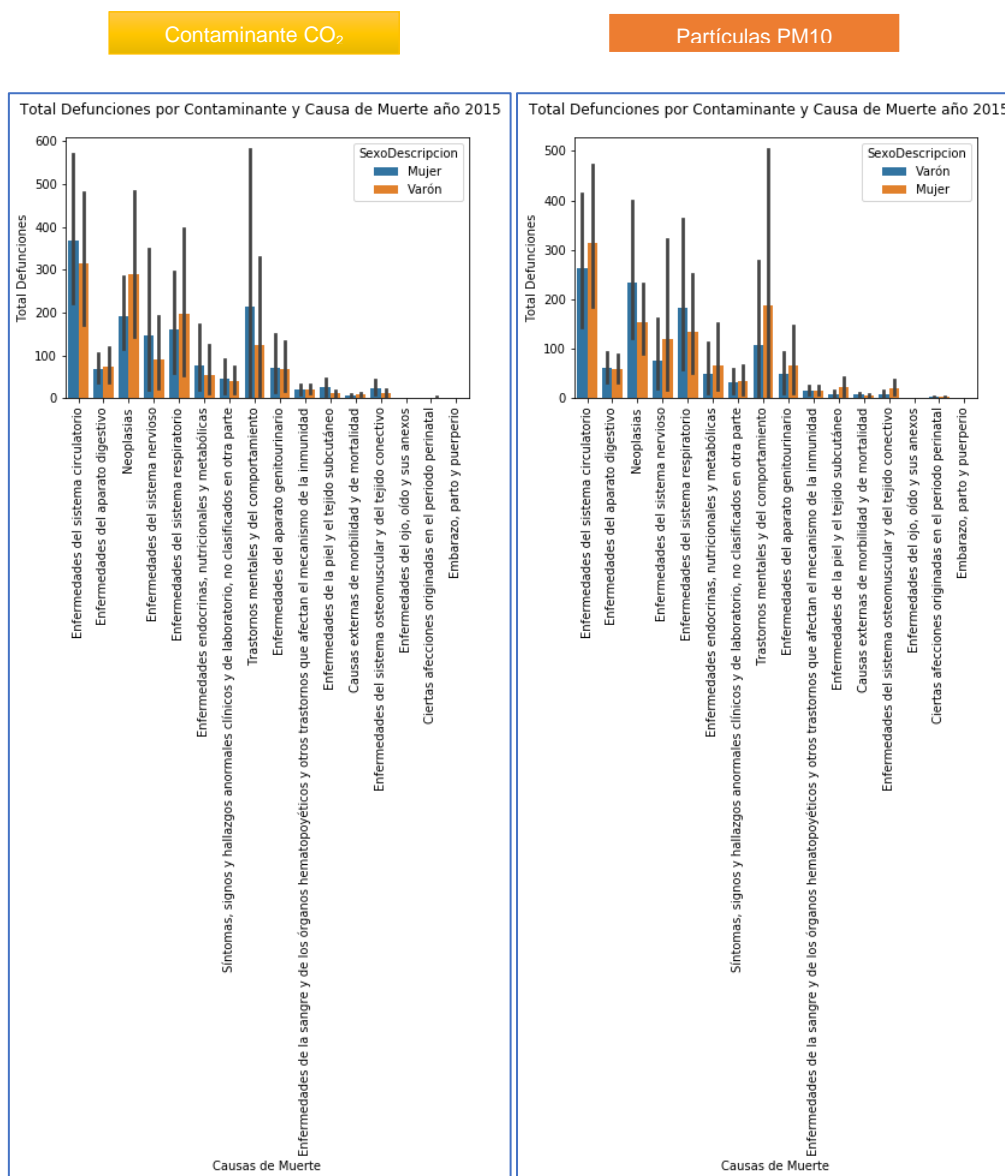 Contaminante CO₂
Partículas PM10
Total Defunciones por Contaminante y Causa de Muerte año 2015
600
500
400
300
200
100
0
Total Defunciones
SexoDescripcion
Mujer
Varón
Enfermedades del sistema circulatorio
Enfermedades del aparato digestivo
Neoplasias
Enfermedades del sistema nervioso
Enfermedades del sistema respiratorio
Enfermedades endocrinas, nutricionales y metabólicas
Síntomas, signos y hallazgos anormales clínicos y de laboratorio, no clasificados en otra parte
Trastornos mentales y del comportamiento
Enfermedades del aparato genitourinario
Enfermedades de la sangre y de los órganos hematopoyéticos y otros trastornos que afectan el mecanismo de la inmunidad
Enfermedades de la piel y el tejido subcutáneo
Causas externas de morbilidad y de mortalidad
Enfermedades del sistema osteomuscular y del tejido conectivo
Enfermedades del ojo, oído y sus anexos
Ciertas afecciones originadas en el periodo perinatal
Embarazo, parto y puerperio
Causas de Muerte
Total Defunciones por Contaminante y Causa de Muerte año 2015
500
400
300
200
100
0
Total Defunciones
SexoDescripcion
Varón
Mujer
Enfermedades del sistema circulatorio
Enfermedades del aparato digestivo
Neoplasias
Enfermedades del sistema nervioso
Enfermedades del sistema respiratorio
Enfermedades endocrinas, nutricionales y metabólicas
Síntomas, signos y hallazgos anormales clínicos y de laboratorio, no clasificados en otra parte
Trastornos mentales y del comportamiento
Enfermedades del aparato genitourinario
Enfermedades de la sangre y de los órganos hematopoyéticos y otros trastornos que afectan el mecanismo de la inmunidad
Enfermedades de la piel y el tejido subcutáneo
Causas externas de morbilidad y de mortalidad
Enfermedades del sistema osteomuscular y del tejido conectivo
Enfermedades del ojo, oído y sus anexos
Ciertas afecciones originadas en el periodo perinatal
Embarazo, parto y puerperio
Causas de Muerte